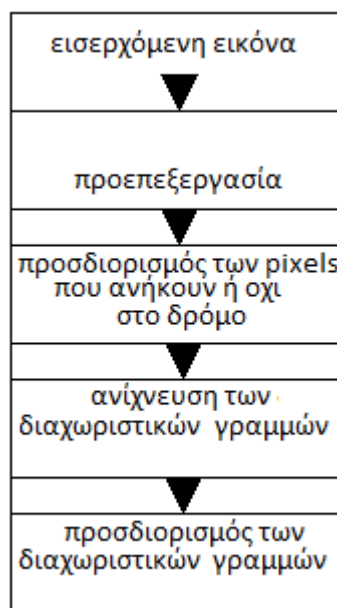 εισερχόμενη εικόνα
προεπεξεργασία
προσδιορισμός των pixels
που ανήκουν ή οχι
στο δρόμο
ανίχνευση των
διαχωριστικών γραμμών
προσδιορισμός των
διαχωριστικών γραμμών